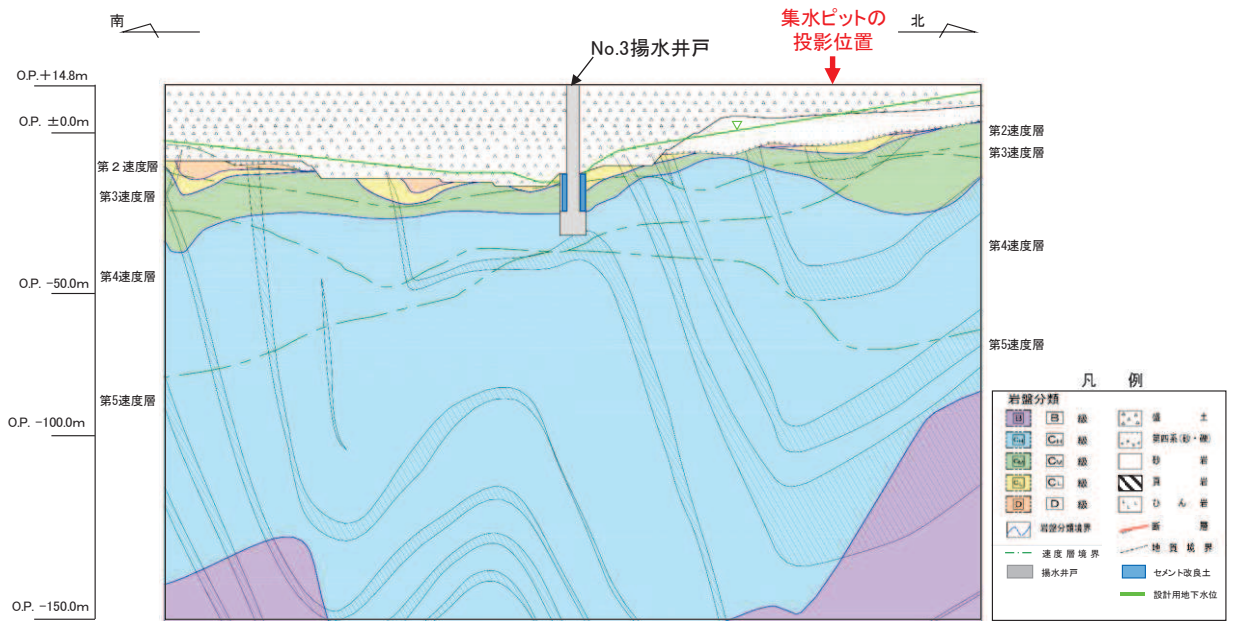 南
集水ピットの
投影位置
北
No.3揚水井戸
O.P.+14.8m
O.P. ±0.0m
O.P. -50.0m
O.P. -100.0m
O.P. -150.0m
第2速度層
第3速度層
第4速度層
第5速度層
第2速度層
第3速度層
第4速度層
第5速度層
凡 例
岩盤分類
B B 級
CH CH 級
CM CM 級
CL CL 級
D D 級
岩盤分類境界
速度層境界
揚水井戸
盛 土
第四系(砂・礫)
砂 岩
頁 岩
ひ ん 岩
断 層
地 質 境 界
セメント改良土
設計用地下水位